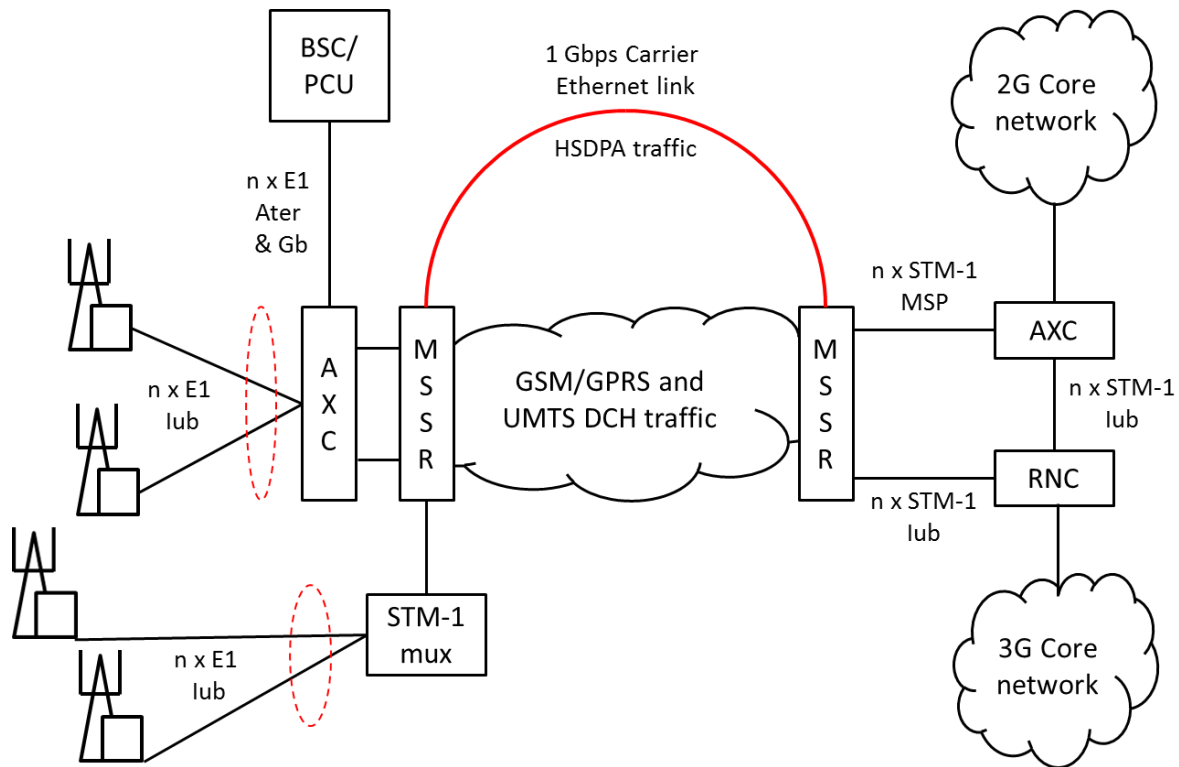 BSC/
PCU
1 Gbps Carrier
Ethernet link
HSDPA traffic
2G Core
network
n x E1
Ater
& Gb
n x STM-1
MSP
A
X
C
M
S
S
R
GSM/GPRS and
UMTS DCH traffic
M
S
S
R
AXC
n x E1
Iub
n x STM-1
Iub
RNC
n x STM-1
Iub
STM-1
mux
n x E1
Iub
3G Core
network